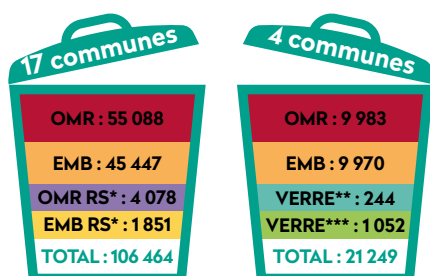 17 communes
OMR : 55 088
EMB : 45 447
OMR RS* : 4 078
EMB RS* : 1 851
TOTAL : 106 464
4 communes
OMR : 9 983
EMB : 9 970
VERRE** : 244
VERRE*** : 1 052
TOTAL : 21 249